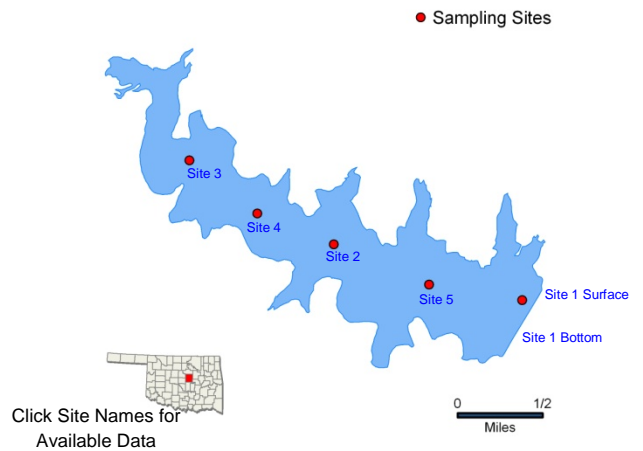 Sampling Sites
Site 3
Site 4
Site 2
Site 5
Site 1 Surface
Site 1 Bottom
Click Site Names for
Available Data
0 1/2
Miles